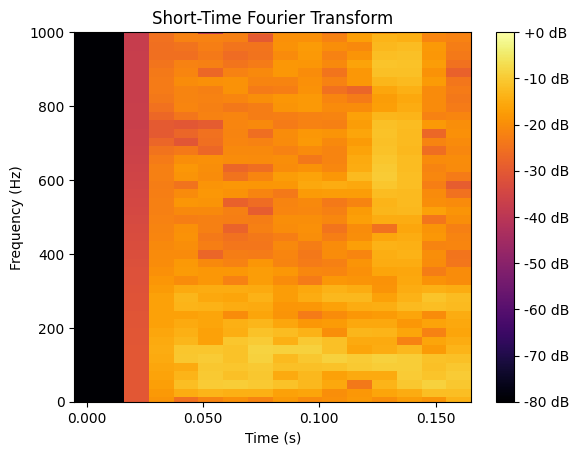 Short-Time Fourier Transform
1000
800
600
400
200
0
Frequency (Hz)
0.000
0.050
0.100
0.150
Time (s)
+0 dB
-10 dB
-20 dB
-30 dB
-40 dB
-50 dB
-60 dB
-70 dB
-80 dB